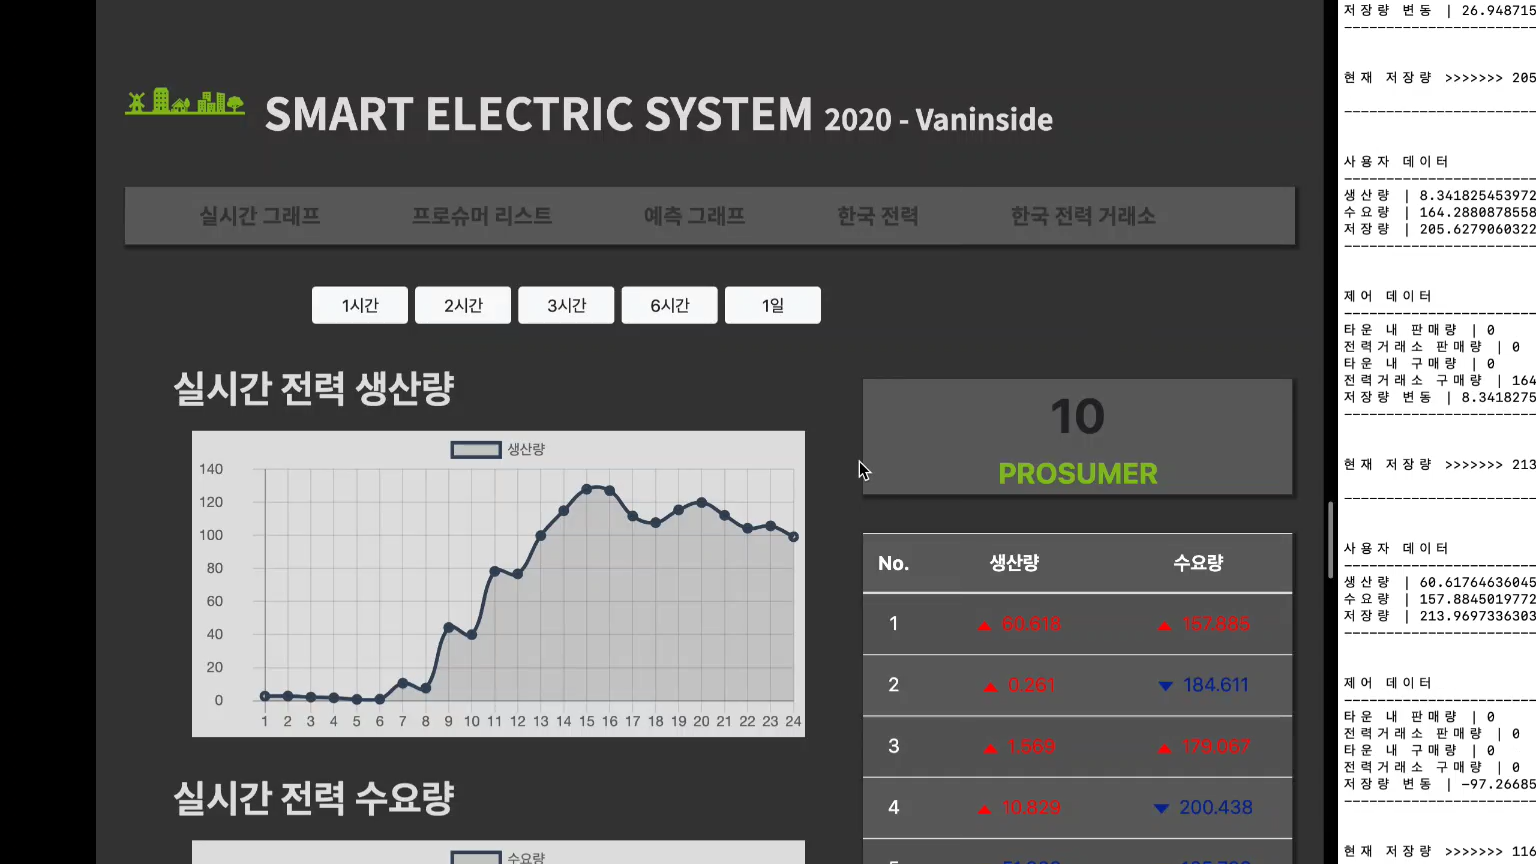 SMART ELECTRIC SYSTEM 2020 - Vaninside
실시간 그래프 프로슈머 리스트 예측 그래프 한국 전력 한국 전력 거래소
1시간 2시간 3시간 6시간 1일
실시간 전력 생산량
생산량
140
120
100
80
60
40
20
0
1 2 3 4 5 6 7 8 9 10 11 12 13 14 15 16 17 18 19 20 21 22 23 24
실시간 전력 수요량
수요량
10
PROSUMER
No. 생산량 수요량
1 ▲ 60.618 ▲ 157.885
2 ▲ 0.261 ▼ 184.611
3 ▲ 1.569 ▲ 179.067
4 ▲ 10.829 ▼ 200.438
저장량 변동 | 26.948715
현재 저장량 >>>>>>> 205
사용자 데이터
생산량 | 8.341825453972
수요량 | 164.2880878558
저장량 | 205.6279060322
제어 데이터
타운 내 판매량 | 0
전력거래소 판매량 | 0
타운 내 구매량 | 0
전력거래소 구매량 | 164
저장량 변동 | 8.3418275
현재 저장량 >>>>>>> 213
사용자 데이터
생산량 | 60.61764636045
수요량 | 157.8845019772
저장량 | 213.9697336303
제어 데이터
타운 내 판매량 | 0
전력거래소 판매량 | 0
타운 내 구매량 | 0
전력거래소 구매량 | 0
저장량 변동 | -97.26685
현재 저장량 >>>>>>> 116